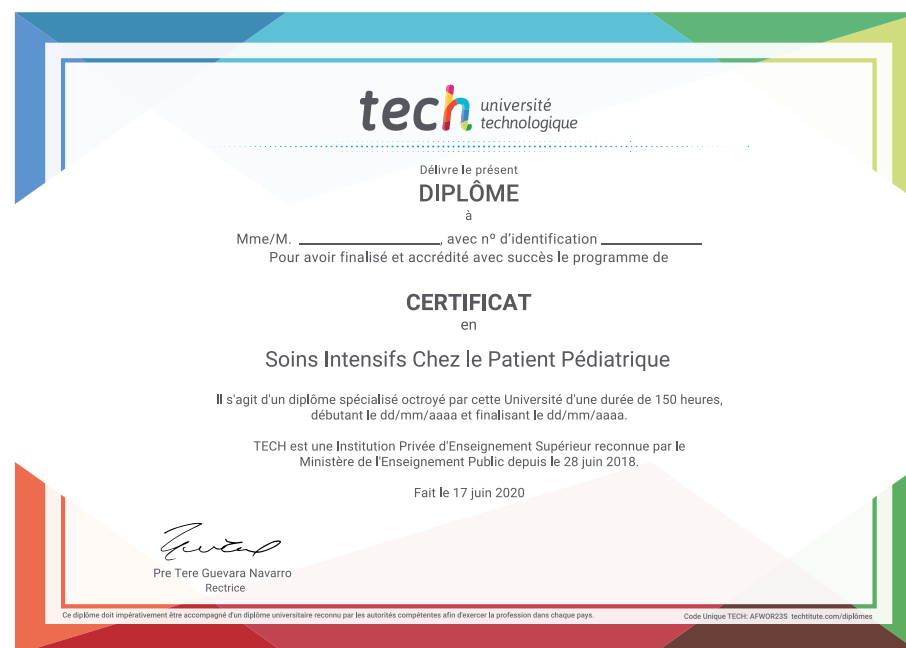 tech université
technologique
Délivre le présent
DIPLÔME
à
Mme/M. ____________________, avec nº d'identification ______________
Pour avoir finalisé et accrédité avec succès le programme de
CERTIFICAT
en
Soins Intensifs Chez le Patient Pédiatrique
Il s'agit d'un diplôme spécialisé octroyé par cette Université d'une durée de 150 heures,
débutant le dd/mm/aaaa et finalisant le dd/mm/aaaa.
TECH est une Institution Privée d'Enseignement Supérieur reconnue par le
Ministère de l'Enseignement Public depuis le 28 juin 2018.
Fait le 17 juin 2020
Pre Tere Guevara Navarro
Rectrice
Ce diplôme doit impérativement être accompagné d'un diplôme universitaire reconnu par les autorités compétentes afin d'exercer la profession dans chaque pays.
Code Unique TECH: AFWOR23S techtitute.com/diplômes